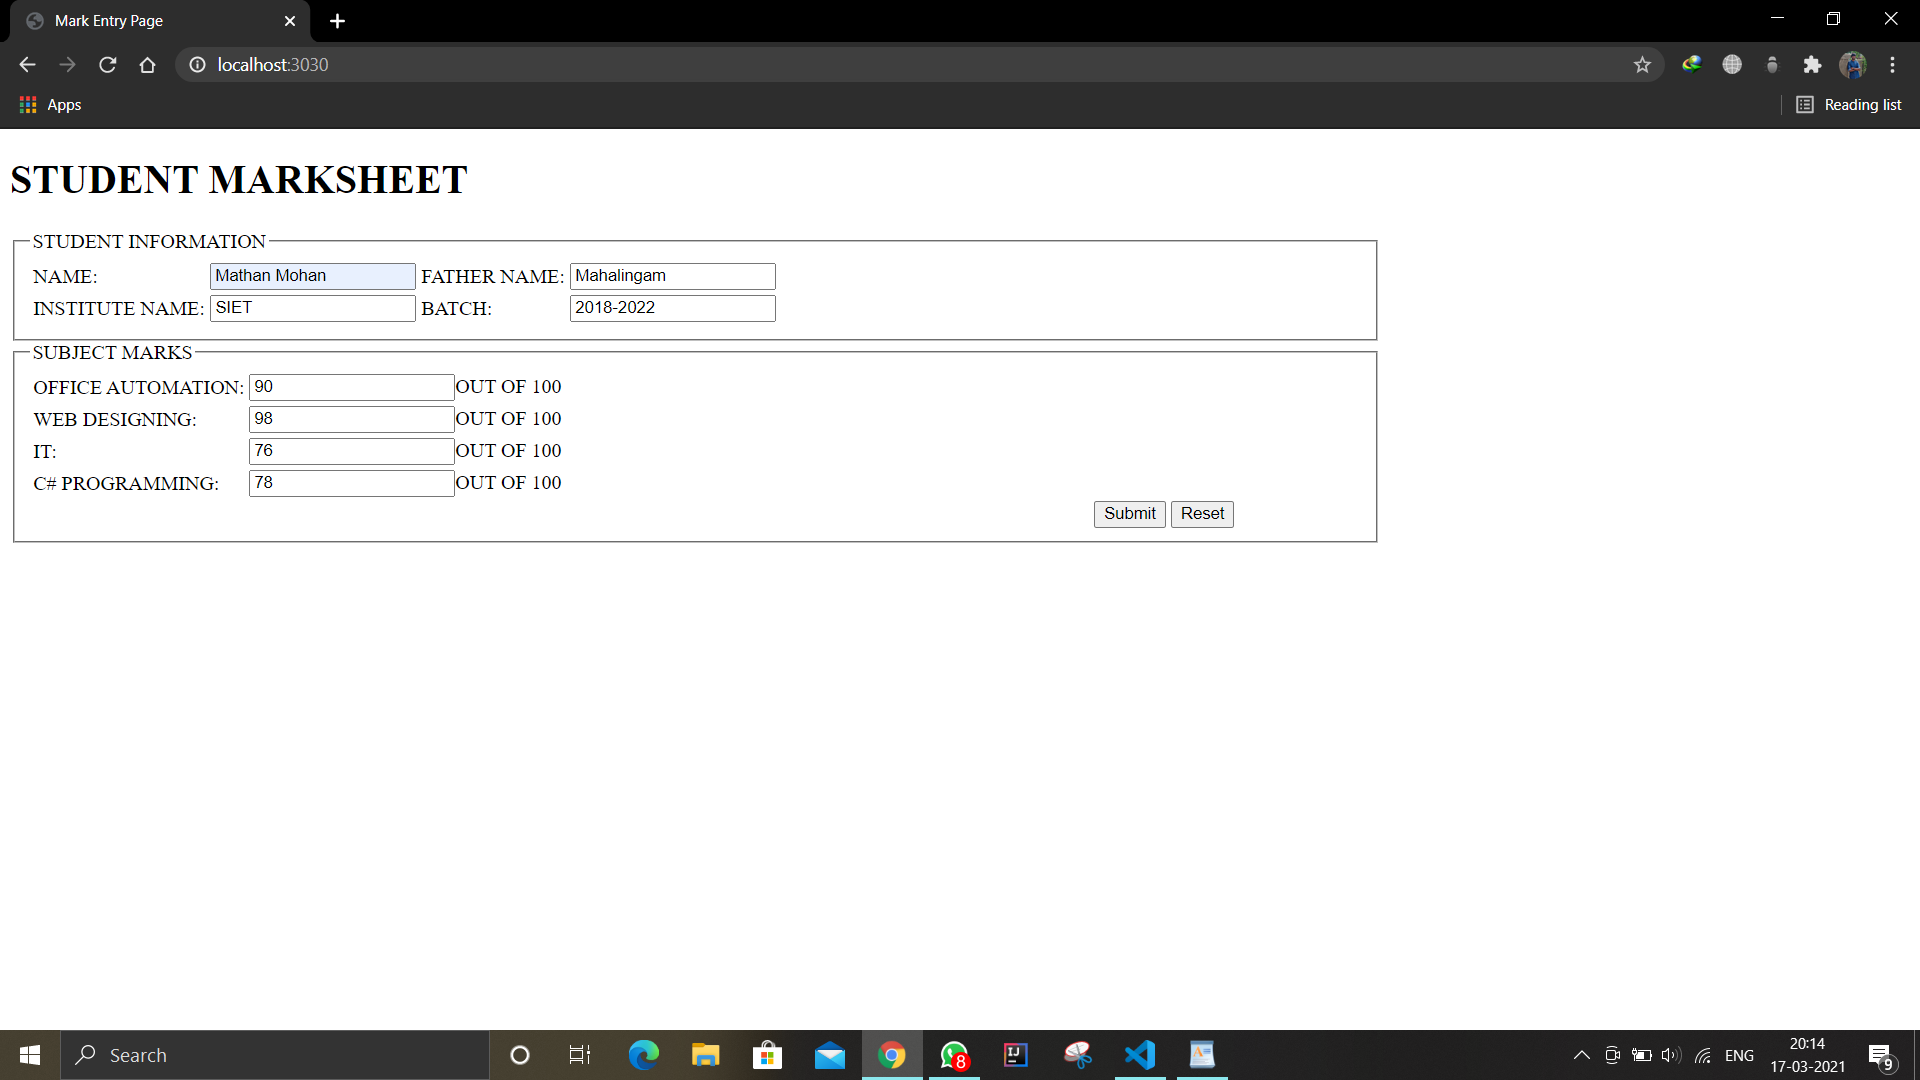 Mark Entry Page
localhost:3030
Apps
Reading list
STUDENT MARKSHEET
STUDENT INFORMATION
NAME: Mathan Mohan FATHER NAME: Mahalingam
INSTITUTE NAME: SIET BATCH: 2018-2022
SUBJECT MARKS
OFFICE AUTOMATION: 90 OUT OF 100
WEB DESIGNING: 98 OUT OF 100
IT: 76 OUT OF 100
C# PROGRAMMING: 78 OUT OF 100
Submit Reset
Search
8
IJ
ENG
20:14
17-03-2021
9